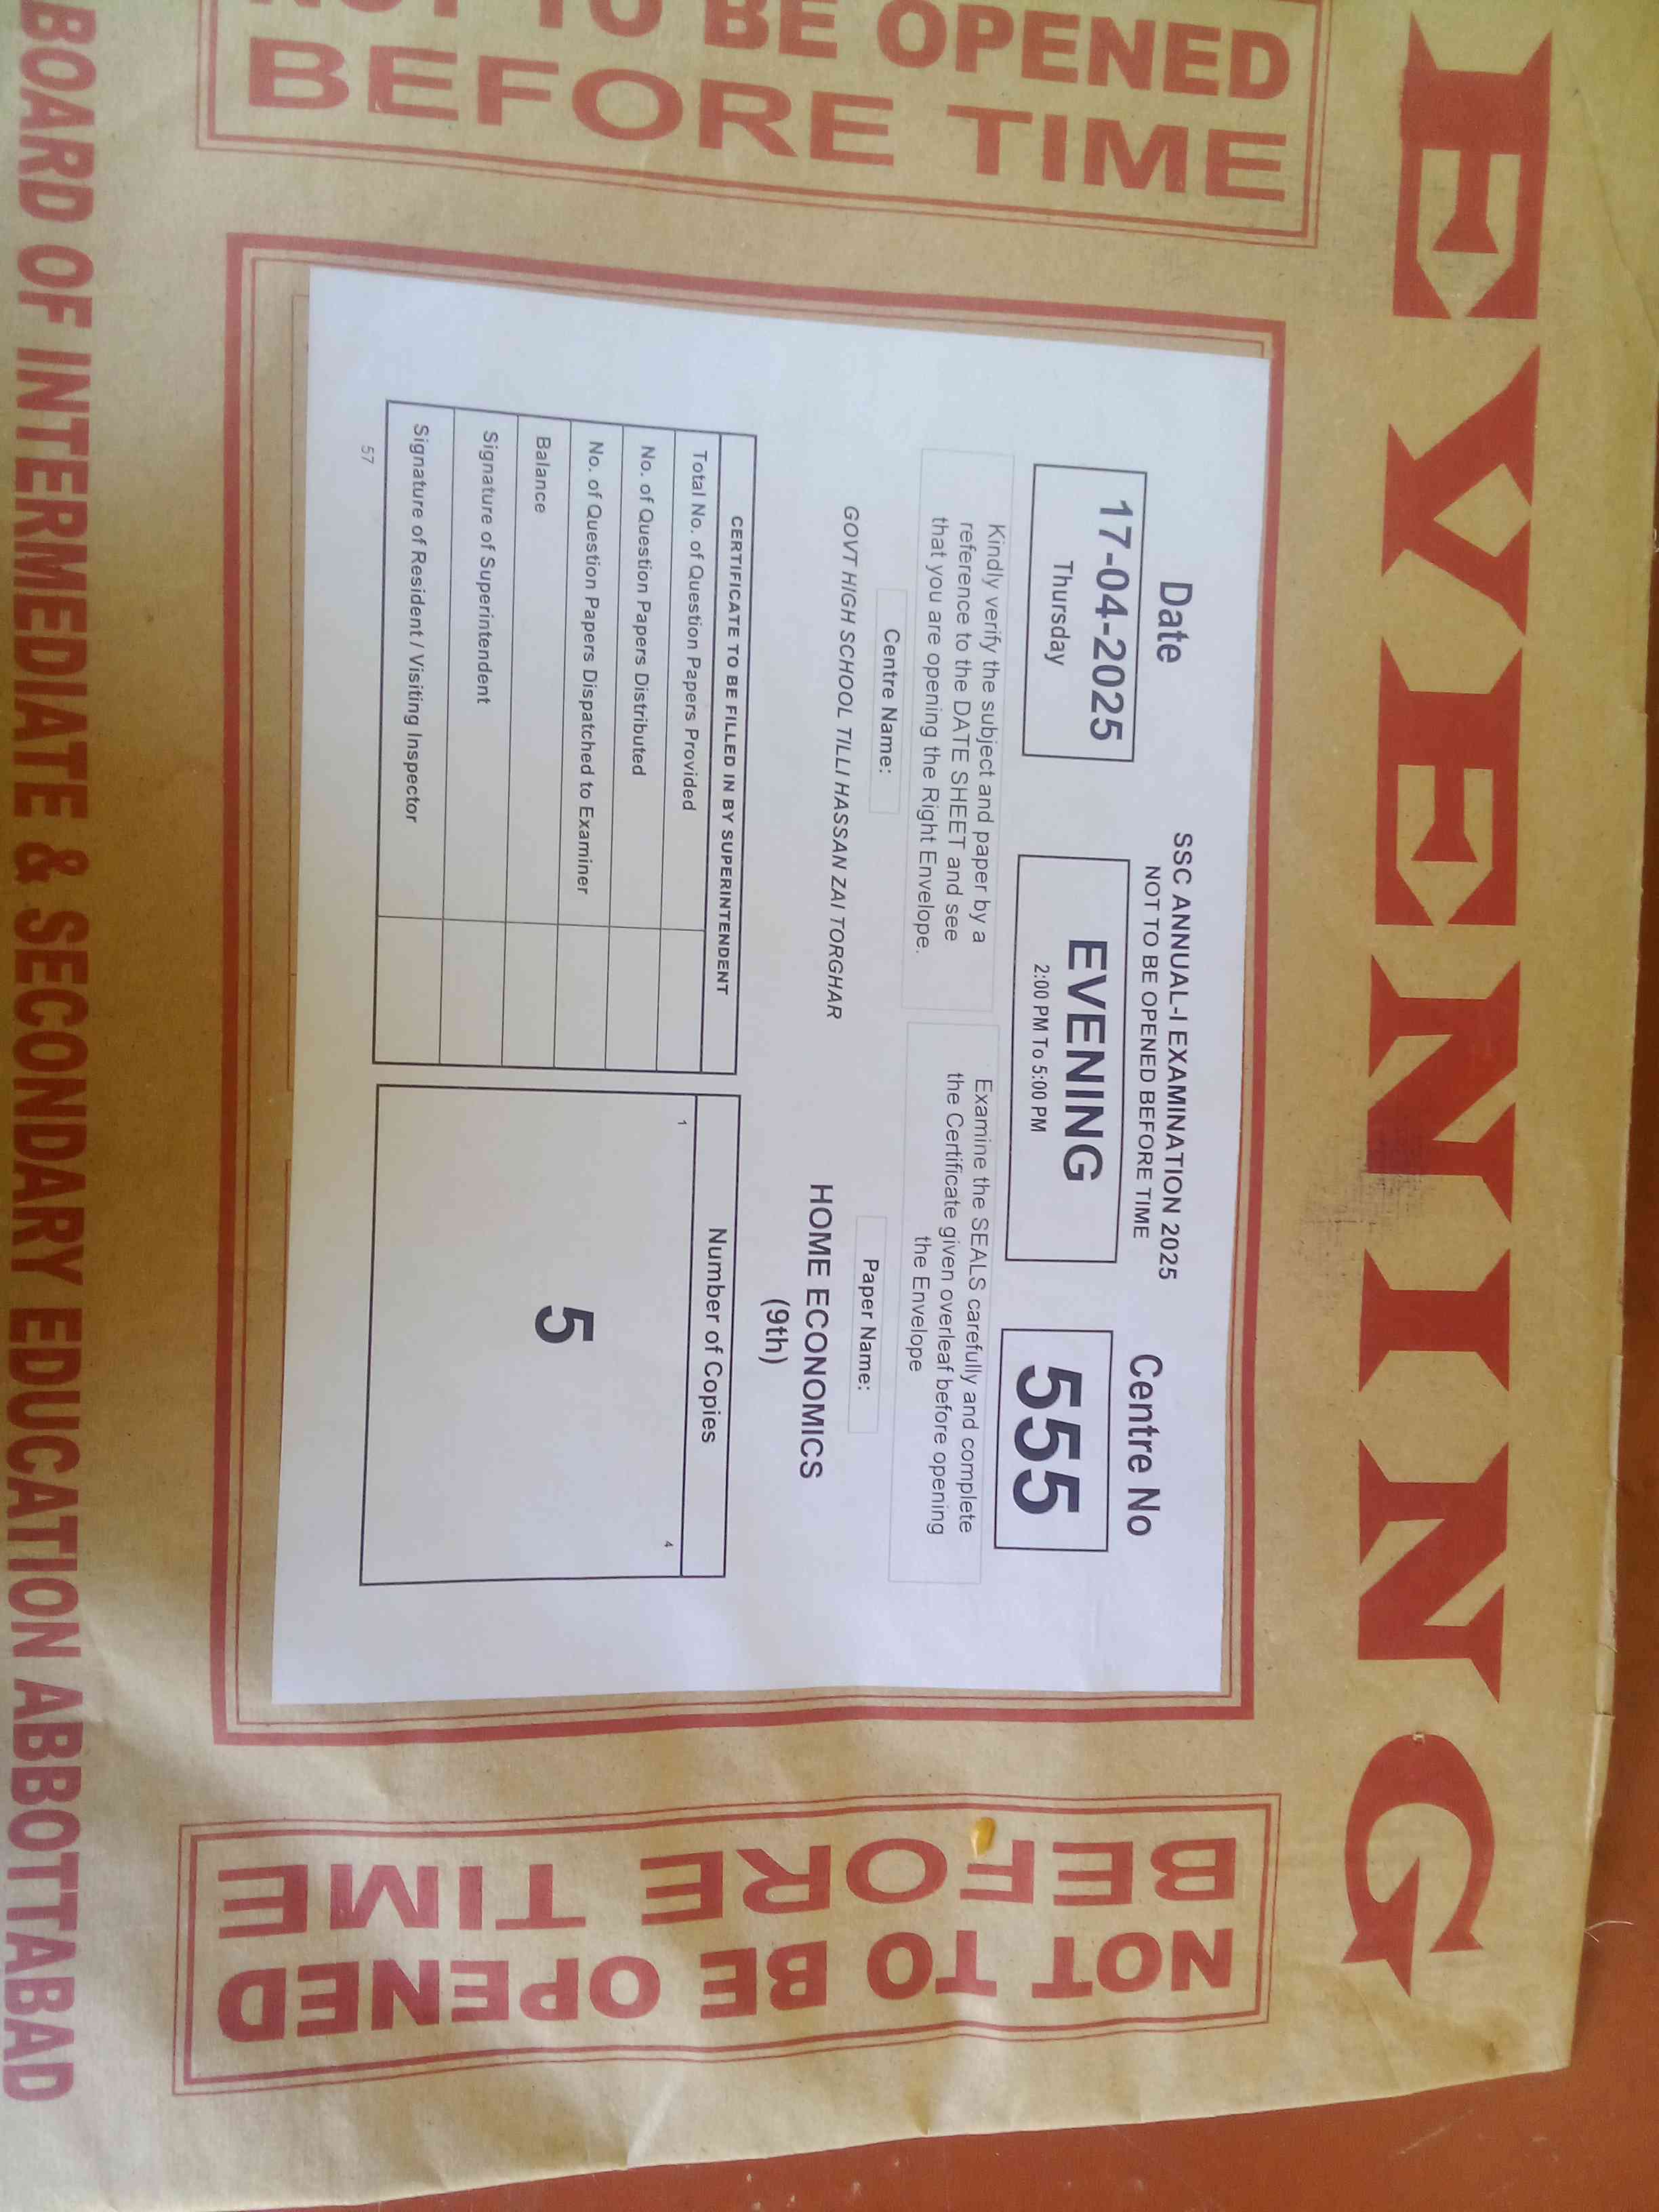 EVENING
NOT TO BE OPENED
BEFORE TIME
Date
17-04-2025
Thursday
SSC ANNUAL-I EXAMINATION 2025
NOT TO BE OPENED BEFORE TIME
EVENING
2:00 PM To 5:00 PM
Centre No
555
Kindly verify the subject and paper by a
reference to the DATE SHEET and see
that you are opening the Right Envelope.
Examine the SEALS carefully and complete
the Certificate given overleaf before opening
the Envelope
Centre Name:
GOVT HIGH SCHOOL TILLI HASSAN ZAI TORGHAR
Paper Name:
HOME ECONOMICS
(9th)
CERTIFICATE TO BE FILLED IN BY SUPERINTENDENT
Total No. of Question Papers Provided
No. of Question Papers Distributed
No. of Question Papers Dispatched to Examiner
Balance
Signature of Superintendent
Signature of Resident / Visiting Inspector
57
Number of Copies
1
4
5
NOT TO BE OPENED
BEFORE TIME
BOARD OF INTERMEDIATE & SECONDARY EDUCATION ABBOTTABAD